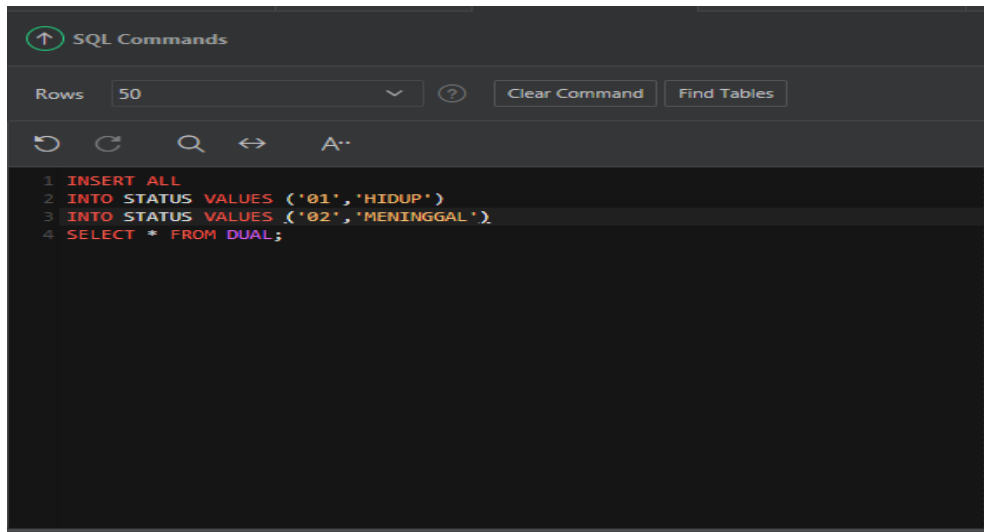 SQL Commands
Rows 50 ? Clear Command Find Tables
A··
1 INSERT ALL
2 INTO STATUS VALUES ('01','HIDUP')
3 INTO STATUS VALUES ('02','MENINGGAL')
4 SELECT * FROM DUAL;